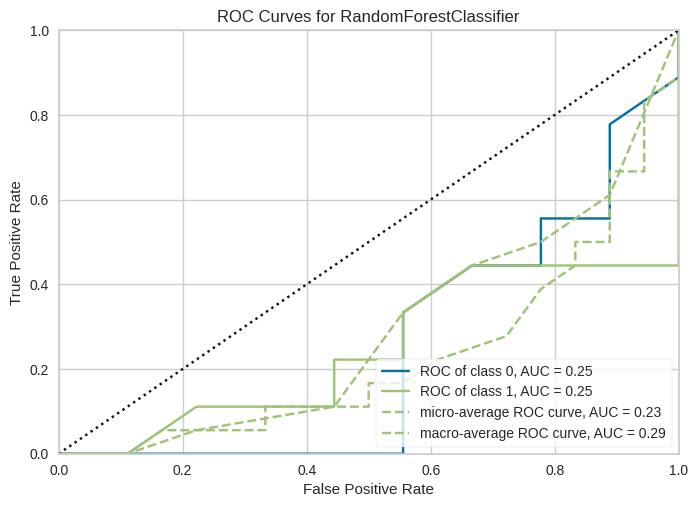 ROC Curves for RandomForestClassifier
True Positive Rate
1.0
0.8
0.6
0.4
0.2
0.0
0.0 0.2 0.4 0.6 0.8 1.0
False Positive Rate
ROC of class 0, AUC = 0.25
ROC of class 1, AUC = 0.25
micro-average ROC curve, AUC = 0.23
macro-average ROC curve, AUC = 0.29